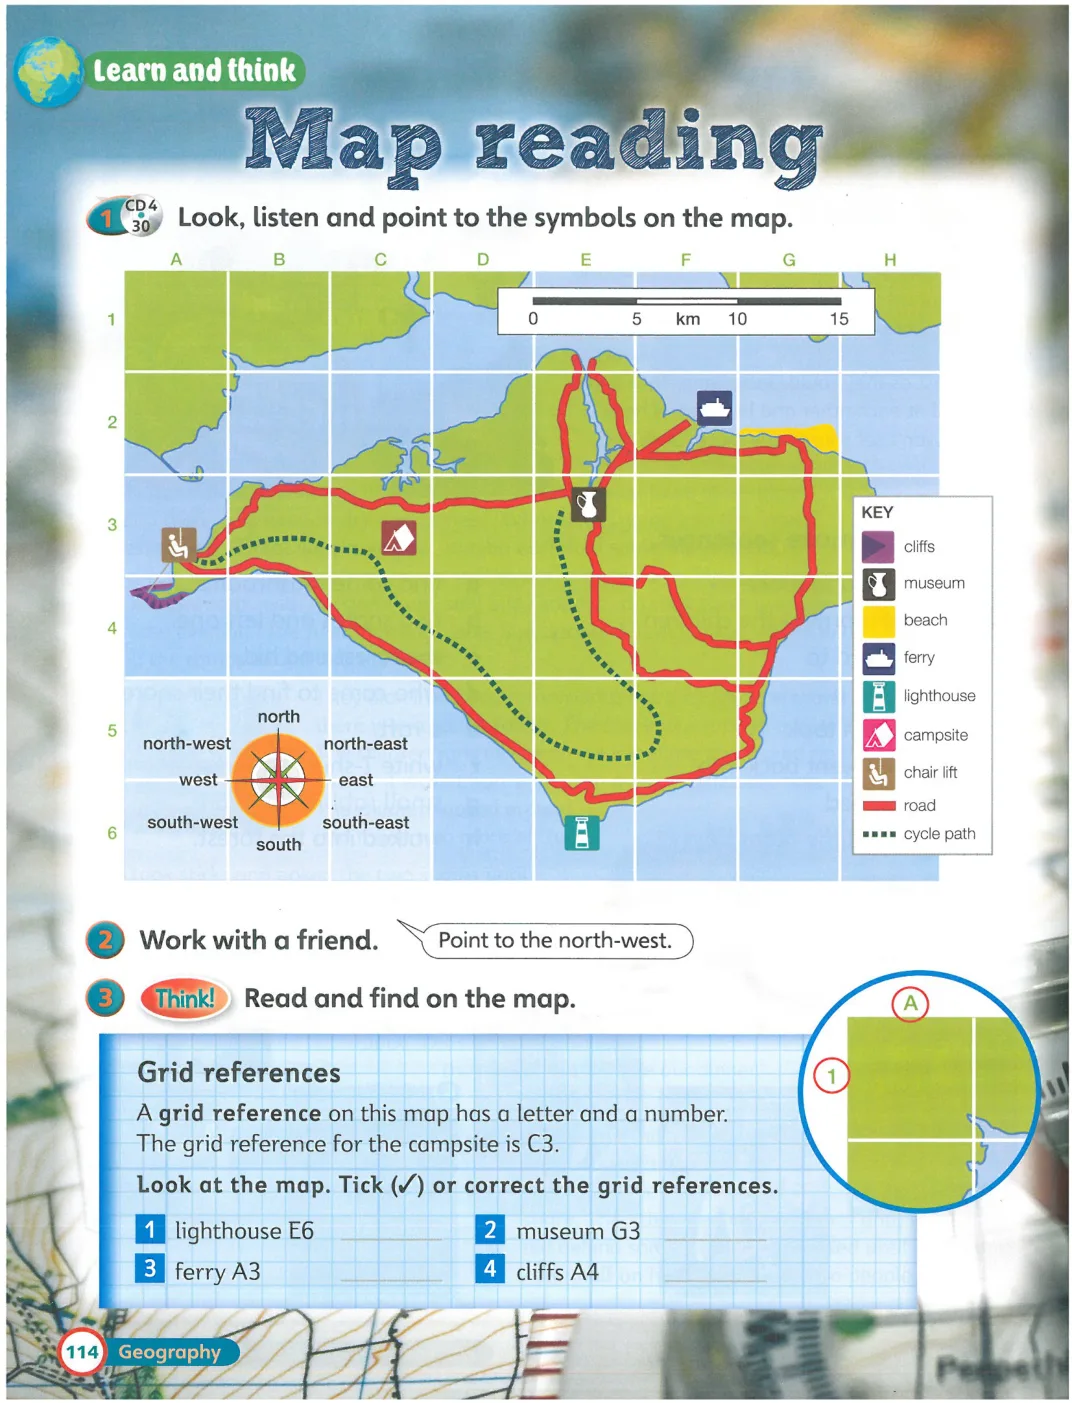 Learn and think
Map reading
1 CD4 30 Look, listen and point to the symbols on the map.
A B C D E F G H
1
2
3
4
5
6
0 5 km 10 15
KEY
cliffs
museum
beach
ferry
lighthouse
campsite
chair lift
road
cycle path
north
north-west north-east
west east
south-west south-east
south
2 Work with a friend. Point to the north-west.
3 Think! Read and find on the map.
A
1
Grid references
A grid reference on this map has a letter and a number.
The grid reference for the campsite is C3.
Look at the map. Tick (✓) or correct the grid references.
1 lighthouse E6 2 museum G3
3 ferry A3 4 cliffs A4
114 Geography